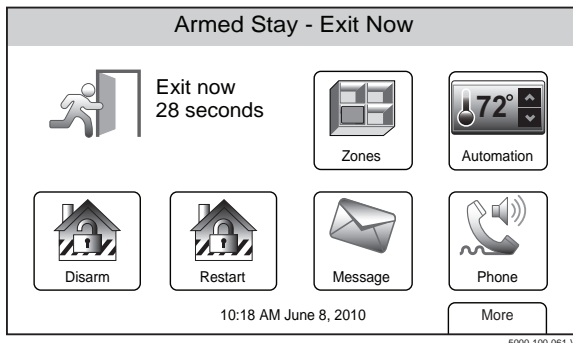 Armed Stay - Exit Now
Exit now
28 seconds
72°
Zones
Automation
Disarm
Restart
Message
Phone
10:18 AM June 8, 2010
More